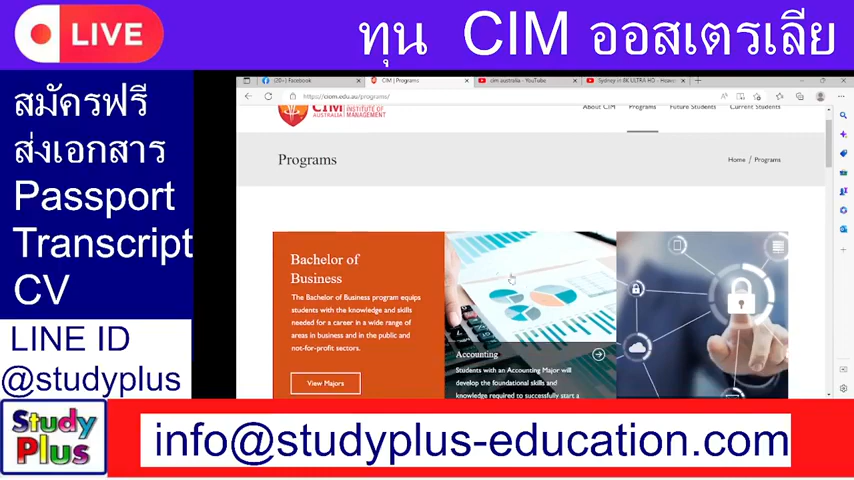 LIVE
ทุน CIM ออสเตรเลีย
สมัครฟรี
ส่งเอกสาร
Passport
Transcript
CV
LINE ID
@studyplus
Study
Plus
info@studyplus-education.com
(20+) Facebook
CIM | Programs
cim australia - YouTube
https://ciom.edu.au/programs/
CIM
INSTITUTE OF
AUSTRALIA
MANAGEMENT
About CIM
Programs
Future Students
Current Students
Programs
Home / Programs
Bachelor of
Business
The Bachelor of Business program equips
students with the knowledge and skills
needed for a career in a wide range of
areas in business and in the public and
not-for-profit sectors.
View Majors
Accounting
Students with an Accounting Major will
develop the foundational skills and
knowledge required to successfully start a